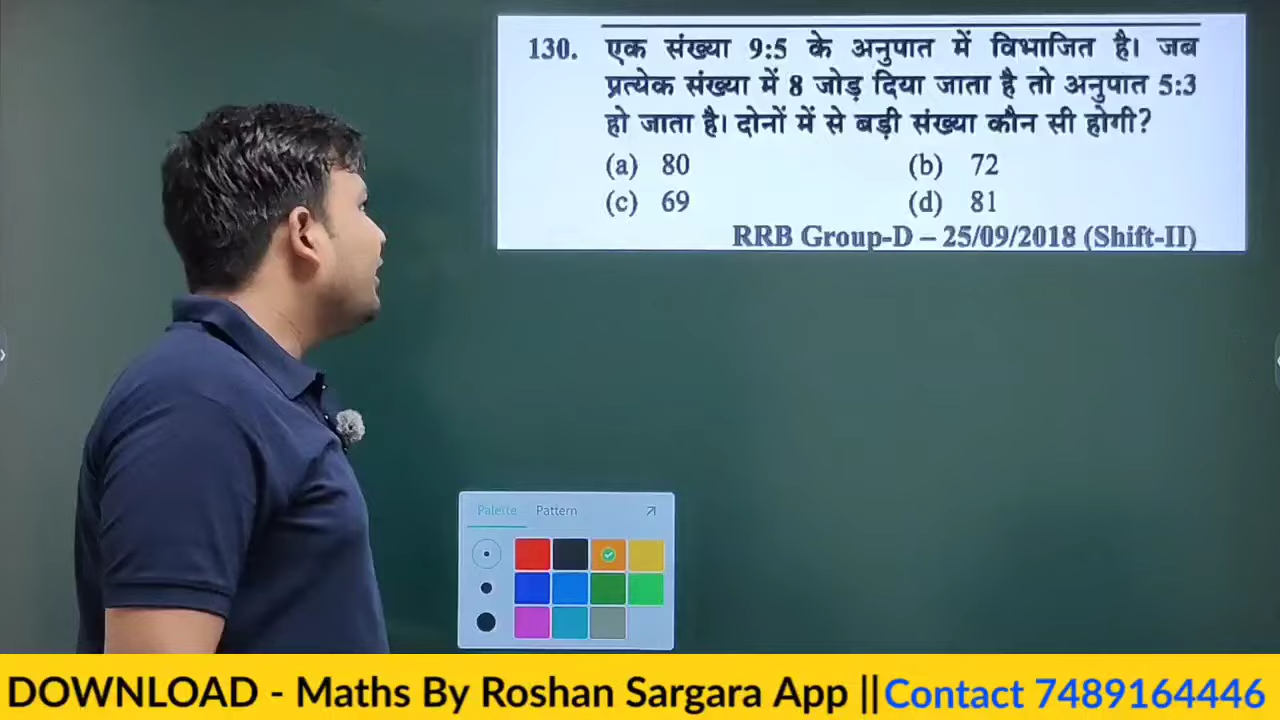 130. एक संख्या 9:5 के अनुपात में विभाजित है। जब
प्रत्येक संख्या में 8 जोड़ दिया जाता है तो अनुपात 5:3
हो जाता है। दोनों में से बड़ी संख्या कौन सी होगी?
(a) 80 (b) 72
(c) 69 (d) 81
RRB Group-D – 25/09/2018 (Shift-II)
Palette Pattern
DOWNLOAD - Maths By Roshan Sargara App || Contact 7489164446